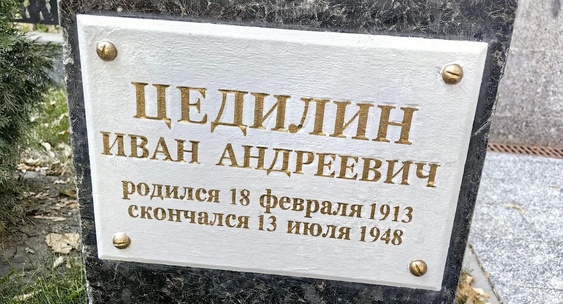 ЦЕДИЛИН
ИВАН АНДРЕЕВИЧ
родился 18 февраля 1913
скончался 13 июля 1948